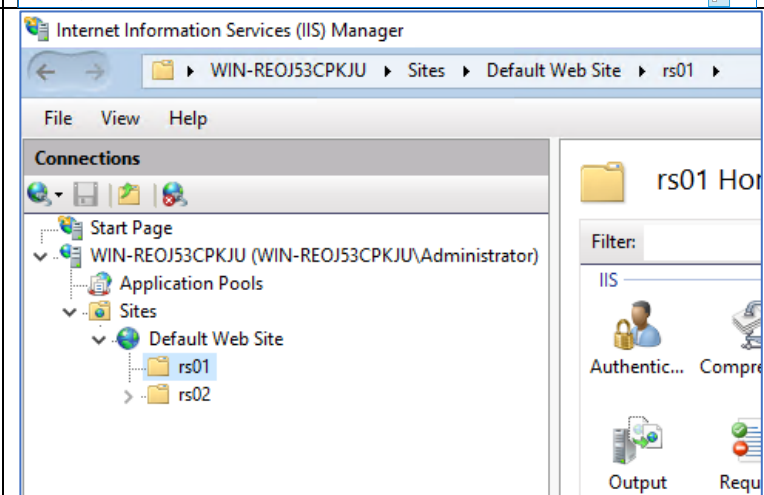 Internet Information Services (IIS) Manager
WIN-REOJ53CPKJU Sites Default Web Site rs01
File View Help
Connections
Start Page
WIN-REOJ53CPKJU (WIN-REOJ53CPKJU\Administrator)
Application Pools
Sites
Default Web Site
rs01
rs02
rs01 Hor
Filter:
IIS
Authentic... Compre
Output Requ